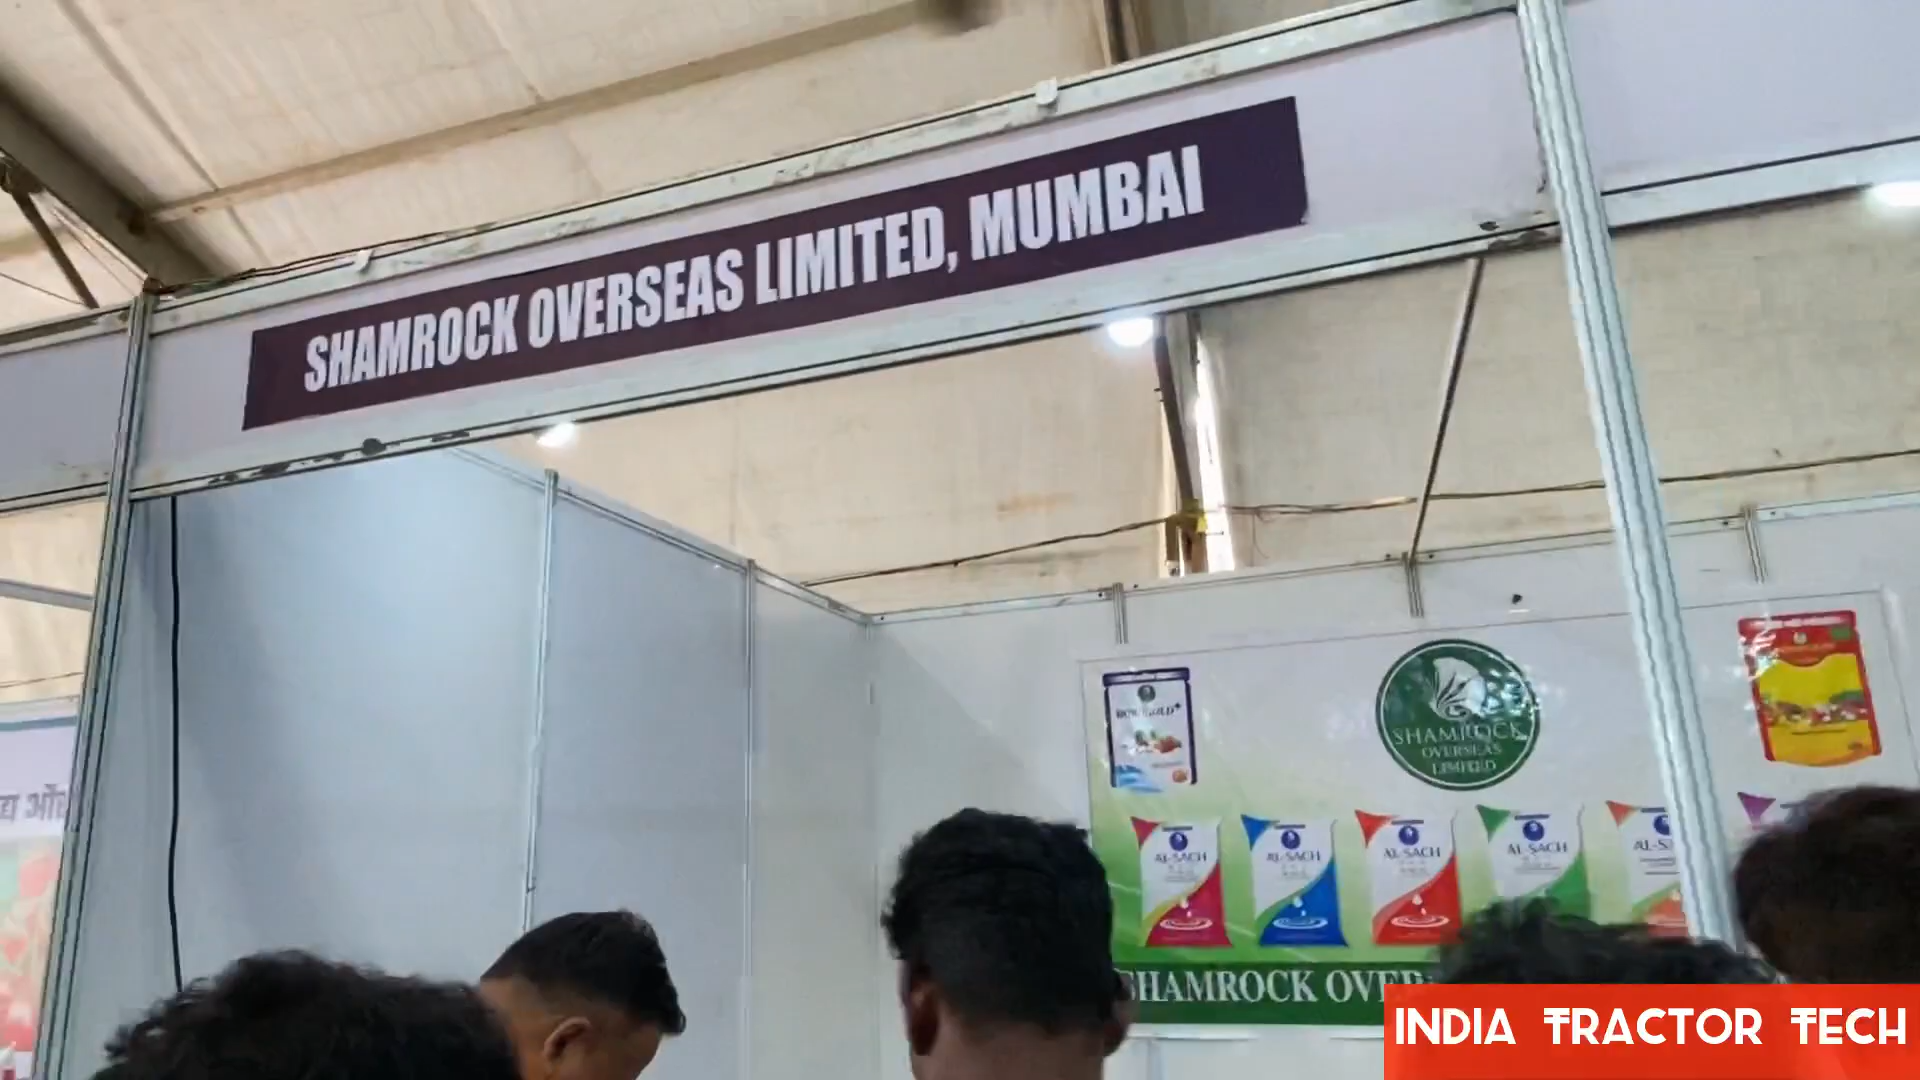 SHAMROCK OVERSEAS LIMITED, MUMBAI
SHAMROCK
OVERSEAS
LIMITED
AL-SACH
AL-SACH
AL-SACH
AL-SACH
SHAMROCK
INDIA TRACTOR TECH